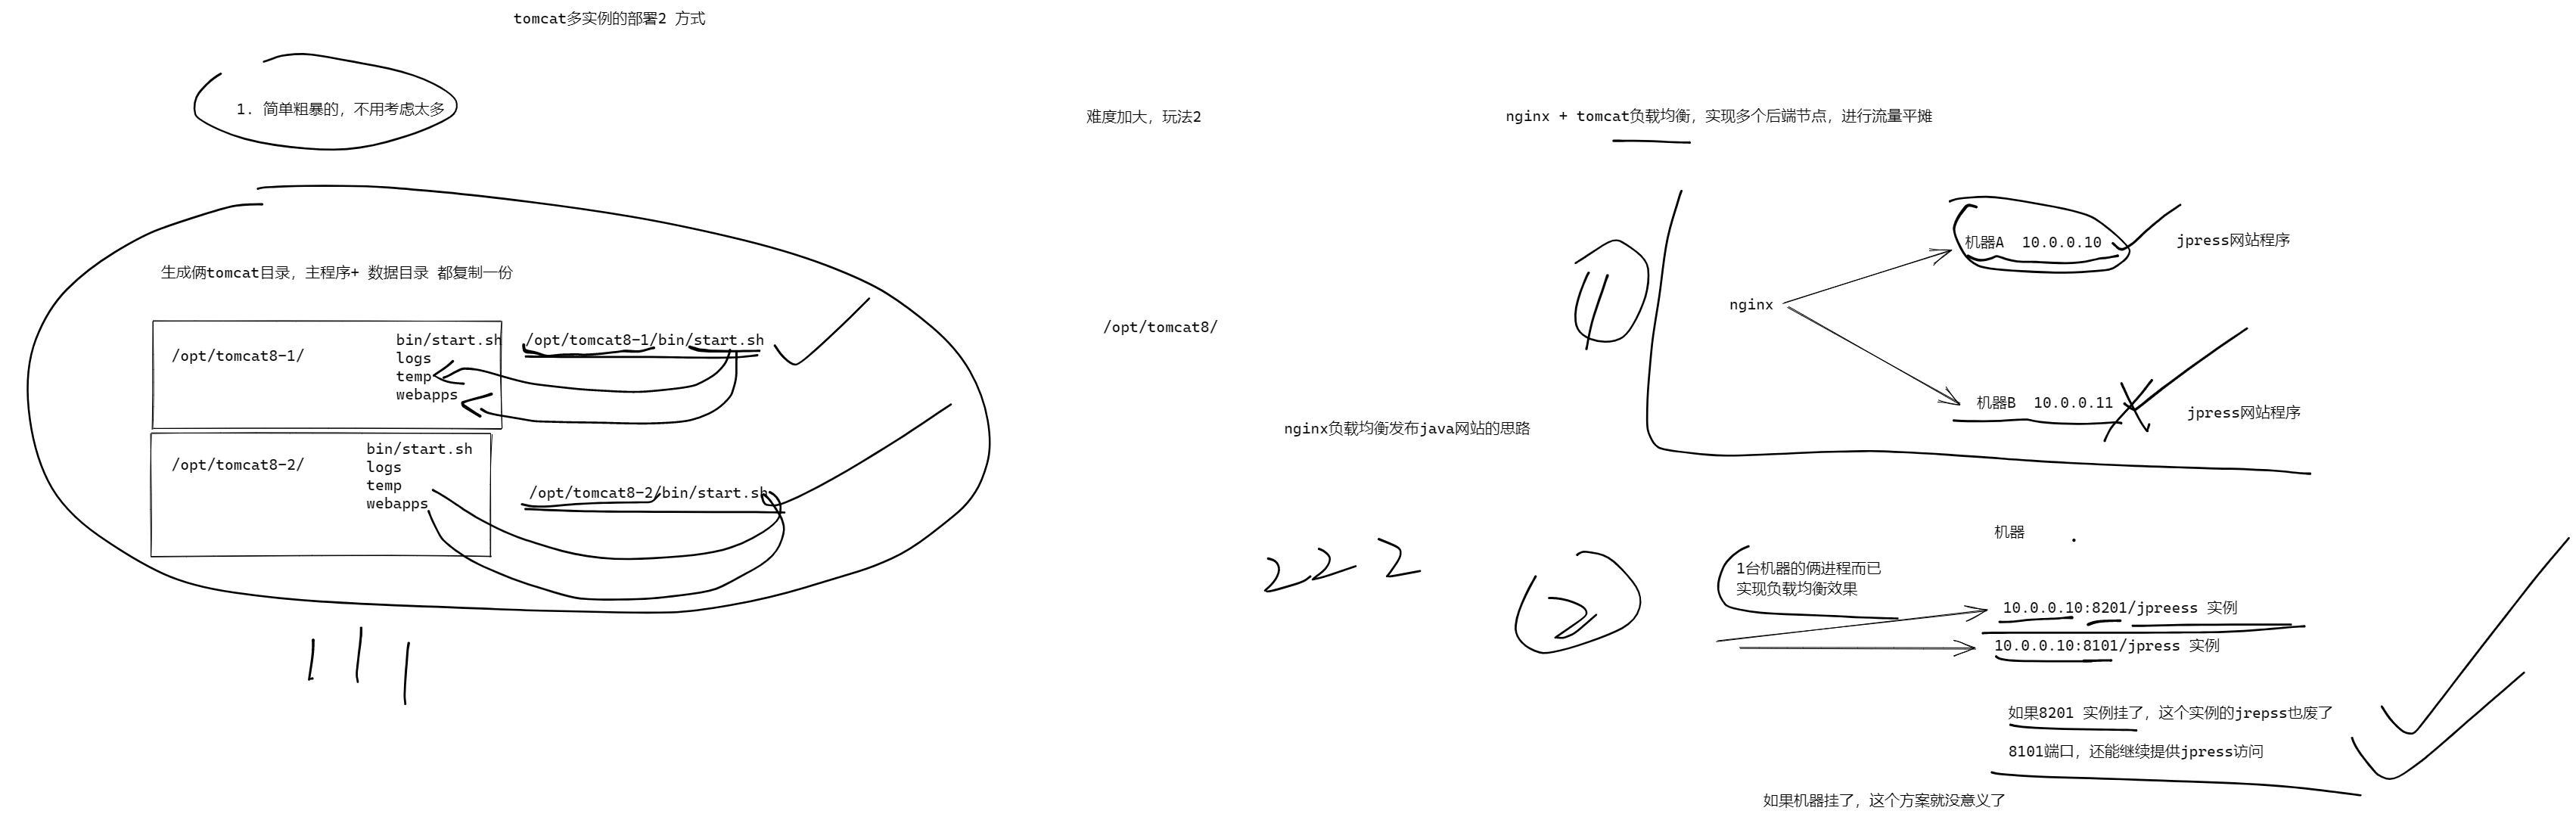 tomcat多实例的部署2 方式
1. 简单粗暴的，不用考虑太多
生成俩tomcat目录，主程序+ 数据目录 都复制一份
/opt/tomcat8-1/
bin/start.sh
logs
temp
webapps
/opt/tomcat8-1/bin/start.sh
/opt/tomcat8-2/
bin/start.sh
logs
temp
webapps
/opt/tomcat8-2/bin/start.sh
111
难度加大，玩法2
/opt/tomcat8/
nginx负载均衡发布java网站的思路
222
nginx + tomcat负载均衡，实现多个后端节点，进行流量平摊
1
nginx
机器A  10.0.0.10
jpress网站程序
机器B  10.0.0.11
jpress网站程序
2
机器
1台机器的俩进程而已
实现负载均衡效果
10.0.0.10:8201/jpreess 实例
10.0.0.10:8101/jpress 实例
如果8201 实例挂了，这个实例的jrepss也废了
8101端口，还能继续提供jpress访问
如果机器挂了，这个方案就没意义了